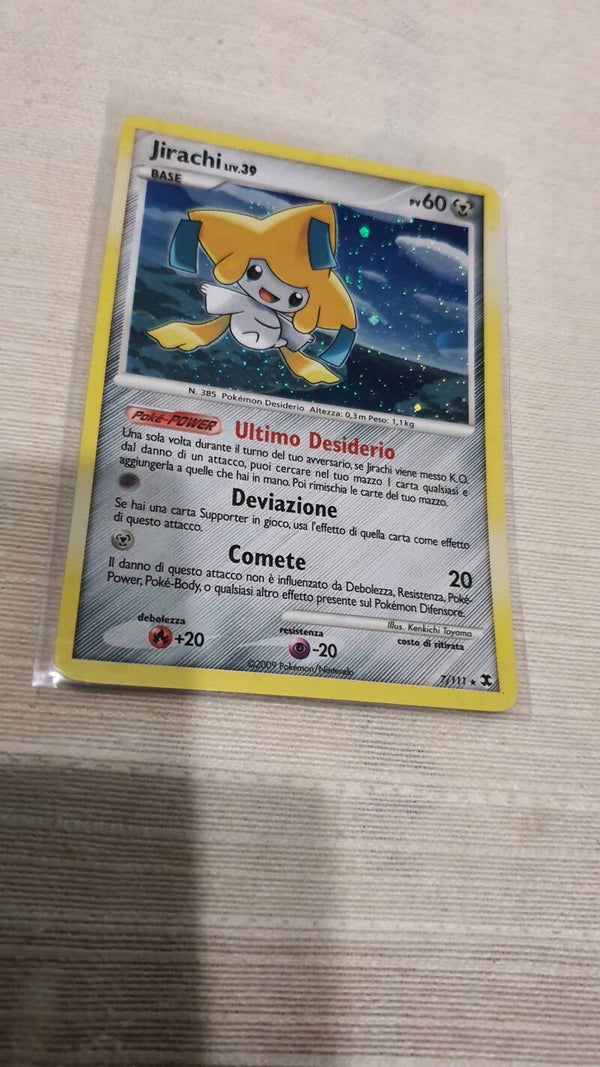 Jirachi LIV.39
BASE
PV 60
N. 385 Pokémon Desiderio Altezza: 0,3 m Peso: 1,1 kg
Poké-POWER Ultimo Desiderio
Una sola volta durante il turno del tuo avversario, se Jirachi viene messo K.O.
dal danno di un attacco, puoi cercare nel tuo mazzo 1 carta qualsiasi e
aggiungerla a quelle che hai in mano. Poi rimischia le carte del tuo mazzo.
Deviazione
Se hai una carta Supporter in gioco, usa l'effetto di quella carta come effetto
di questo attacco.
Comete 20
Il danno di questo attacco non è influenzato da Debolezza, Resistenza, Poké-
Power, Poké-Body, o qualsiasi altro effetto presente sul Pokémon Difensore.
Illus. Kenkichi Toyama
debolezza resistenza costo di ritirata
+20 -20
©2009 Pokémon/Nintendo 7/111 ★